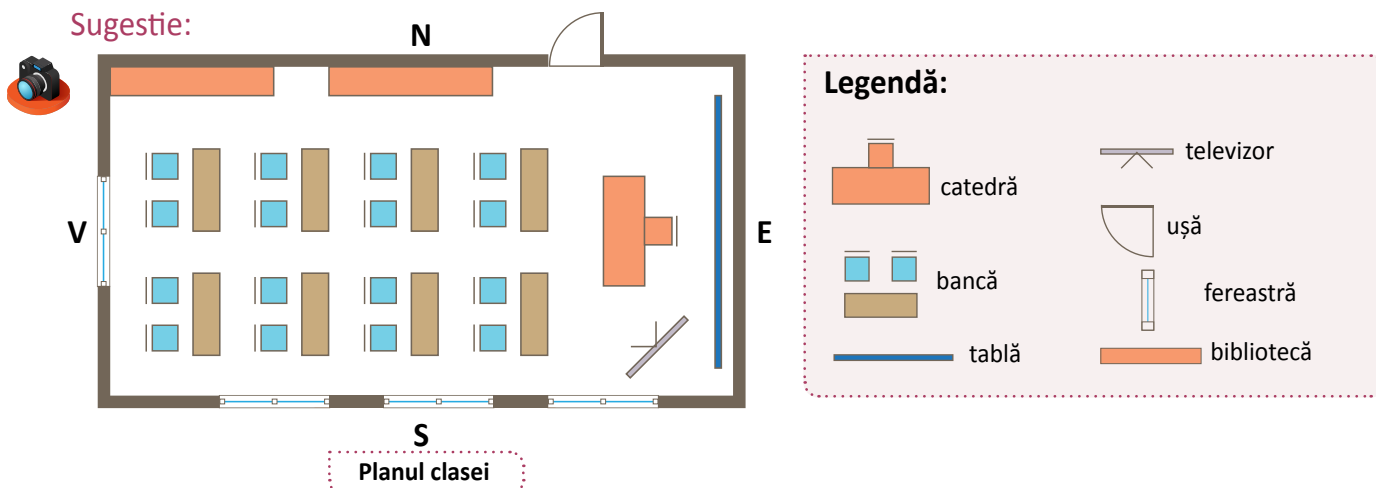 Sugestie:
N
V
E
S
Planul clasei
Legendă:
catedră
televizor
ușă
bancă
fereastră
tablă
bibliotecă